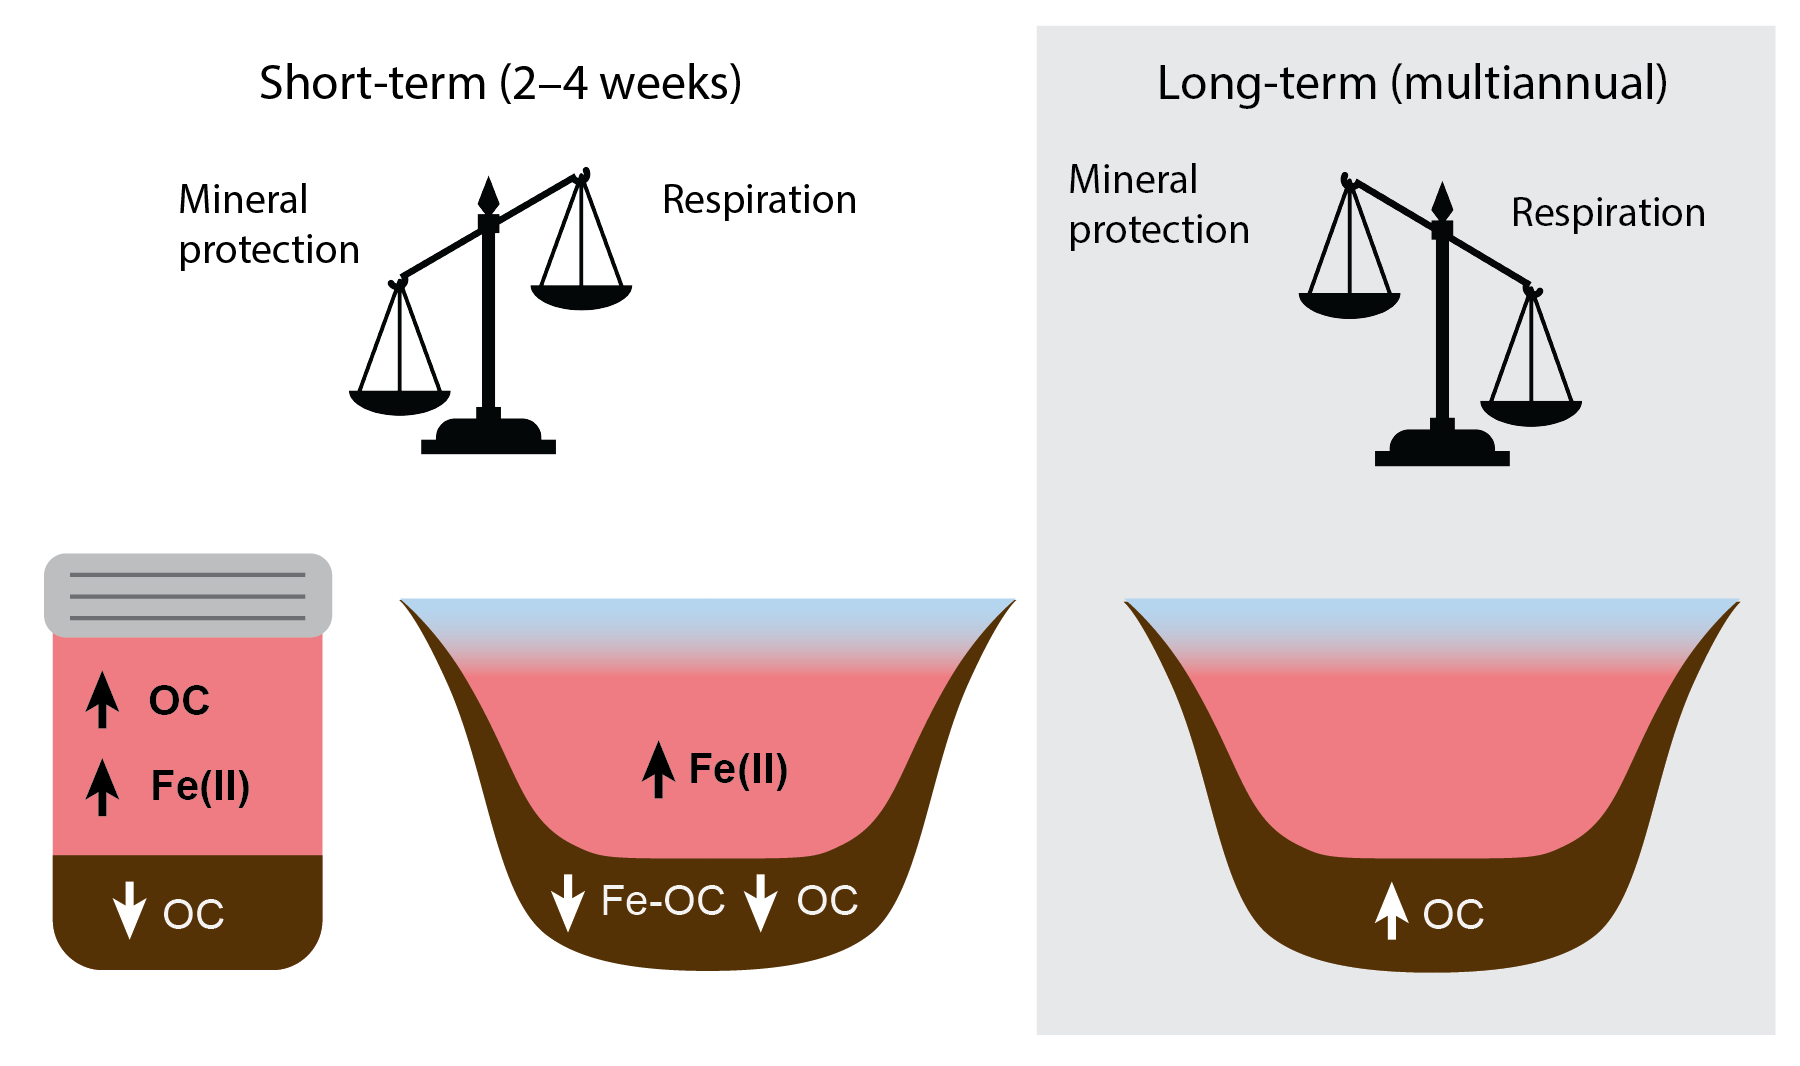 Short-term (2–4 weeks)
Mineral
protection
Respiration
OC
Fe(II)
OC
Fe(II)
Fe-OC
OC
Long-term (multiannual)
Mineral
protection
Respiration
OC